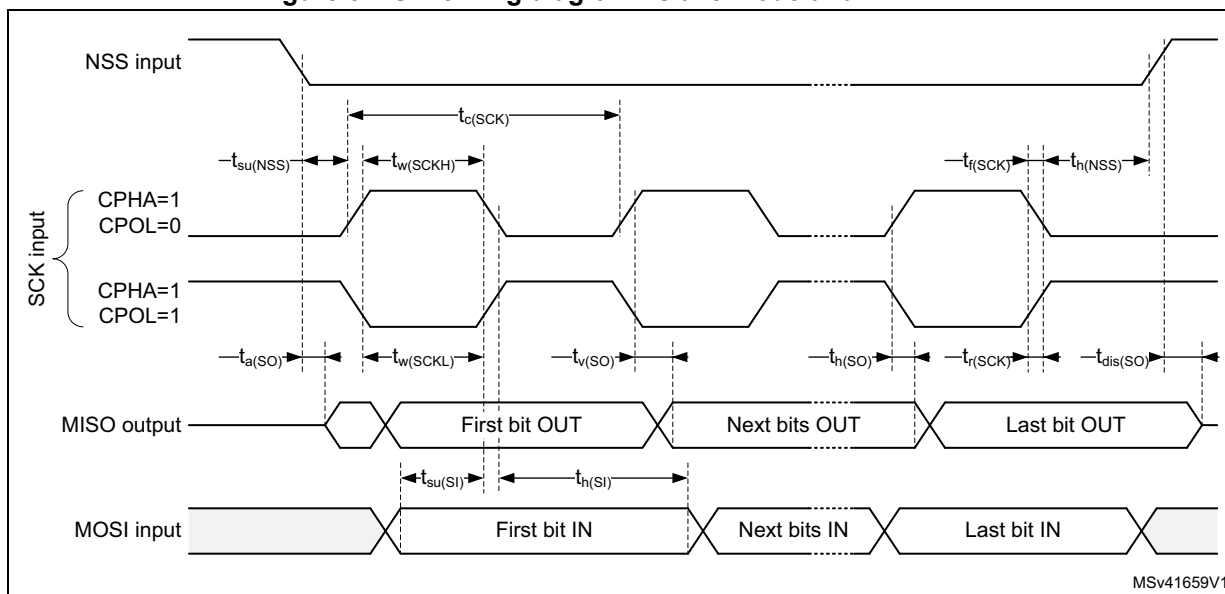 NSS input
tc(SCK)
tsu(NSS) tw(SCKH) tf(SCK) th(NSS)
SCK input
CPHA=1
CPOL=0
CPHA=1
CPOL=1
ta(SO) tw(SCKL) tv(SO) th(SO) tr(SCK) tdis(SO)
MISO output First bit OUT Next bits OUT Last bit OUT
tsu(SI) th(SI)
MOSI input First bit IN Next bits IN Last bit IN
MSv41659V1